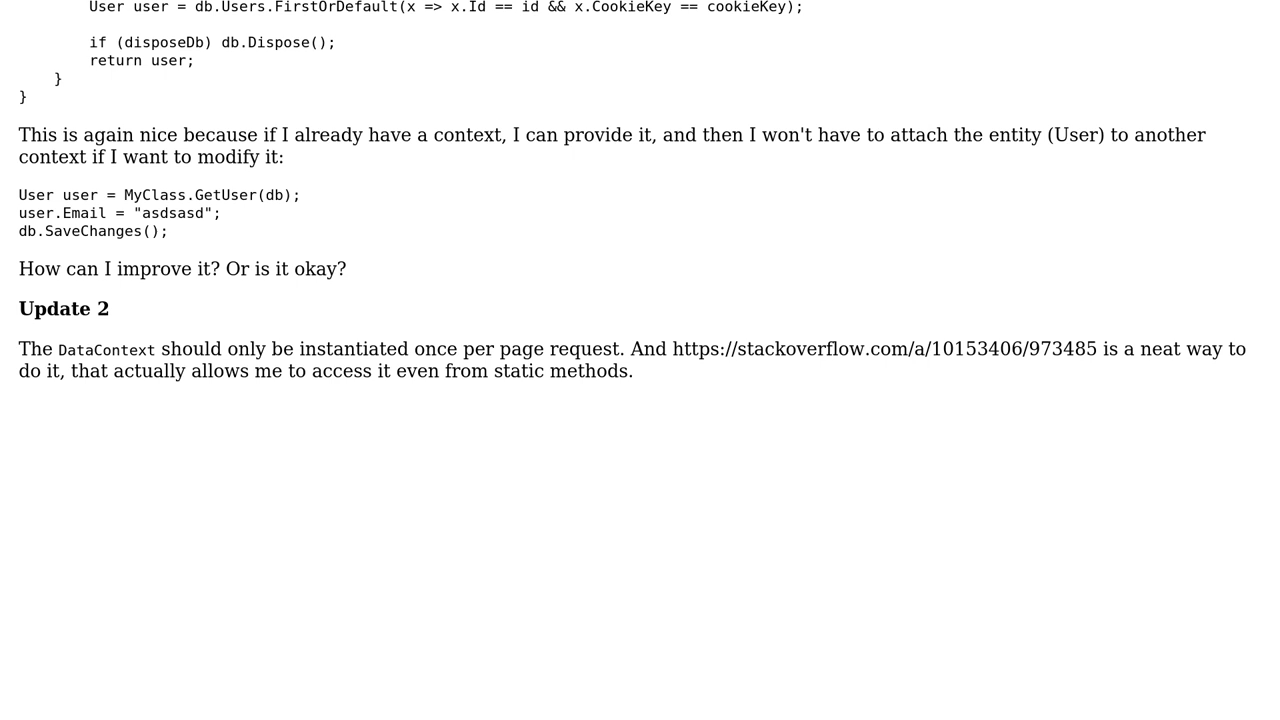 User user = db.Users.FirstOrDefault(x => x.Id == id && x.CookieKey == cookieKey);
if (disposeDb) db.Dispose();
return user;
}
}
This is again nice because if I already have a context, I can provide it, and then I won't have to attach the entity (User) to another
context if I want to modify it:
User user = MyClass.GetUser(db);
user.Email = "asdsasd";
db.SaveChanges();
How can I improve it? Or is it okay?
Update 2
The DataContext should only be instantiated once per page request. And https://stackoverflow.com/a/10153406/973485 is a neat way to
do it, that actually allows me to access it even from static methods.